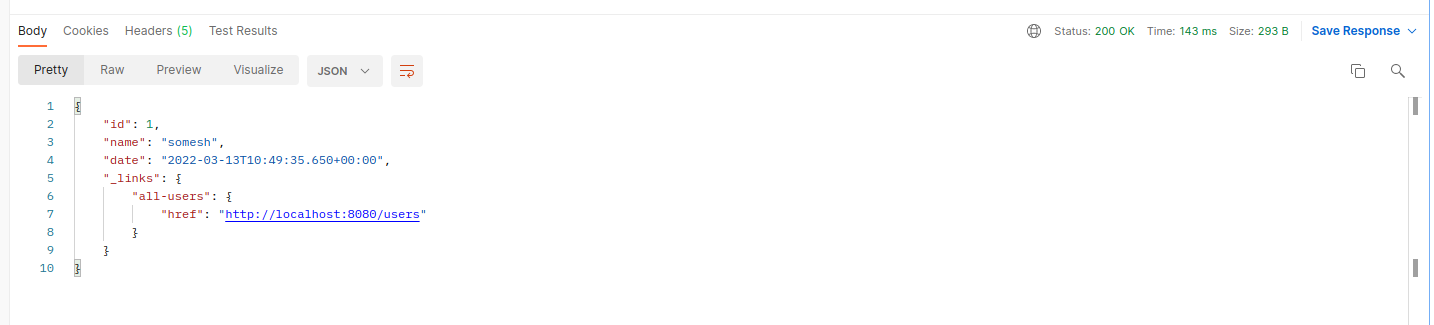 Body Cookies Headers (5) Test Results Status: 200 OK Time: 143 ms Size: 293 B Save Response
Pretty Raw Preview Visualize JSON
1 {
2 "id": 1,
3 "name": "somesh",
4 "date": "2022-03-13T10:49:35.650+00:00",
5 "_links": {
6 "all-users": {
7 "href": "http://localhost:8080/users"
8 }
9 }
10 }